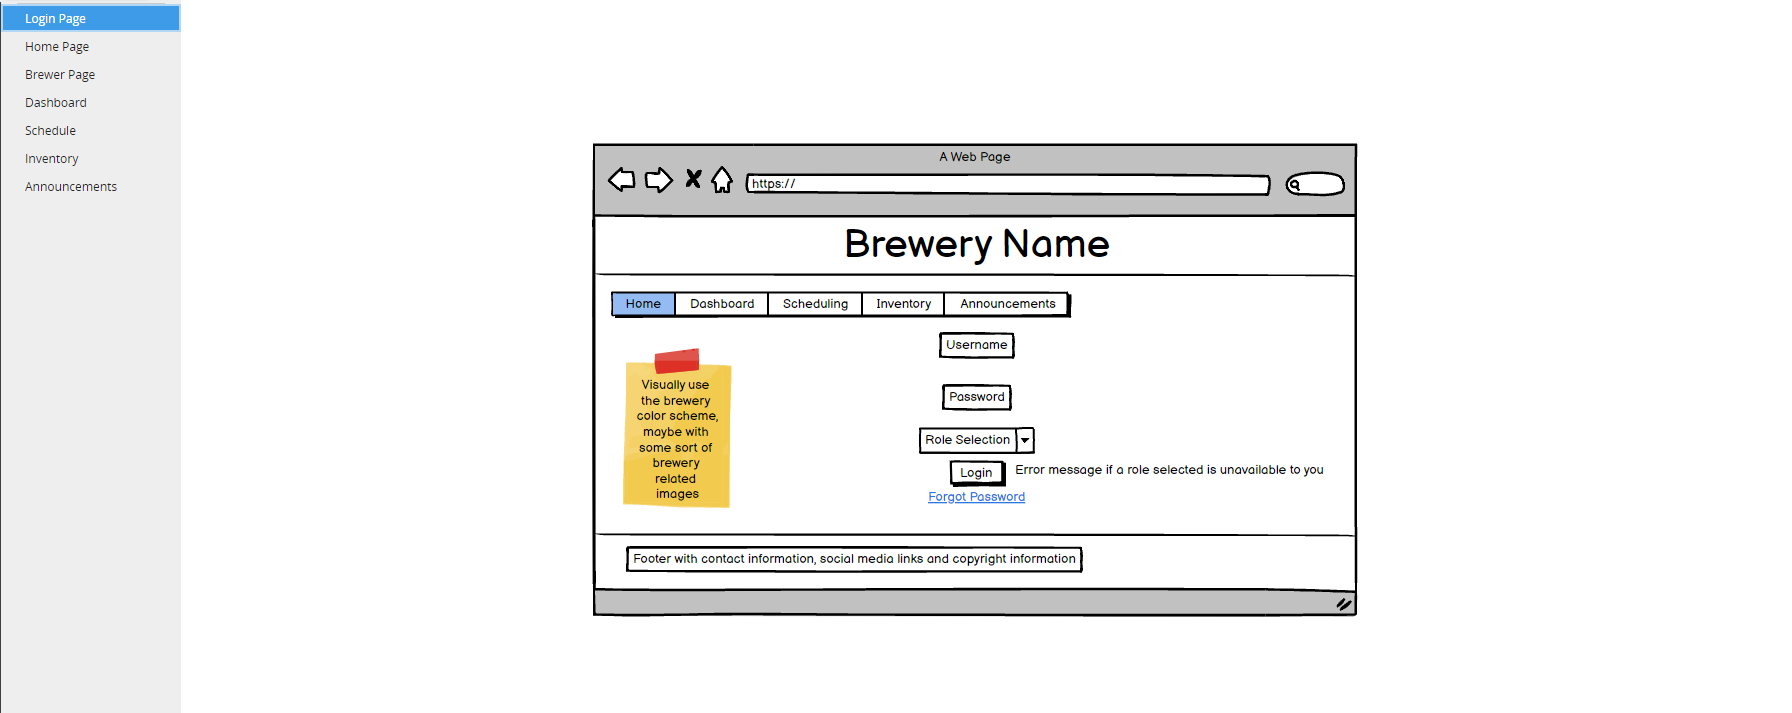 Login Page
Home Page
Brewer Page
Dashboard
Schedule
Inventory
Announcements
A Web Page
https://
Brewery Name
Home Dashboard Scheduling Inventory Announcements
Username
Password
Role Selection
Login Error message if a role selected is unavailable to you
Forgot Password
Visually use
the brewery
color scheme,
maybe with
some sort of
brewery
related
images
Footer with contact information, social media links and copyright information